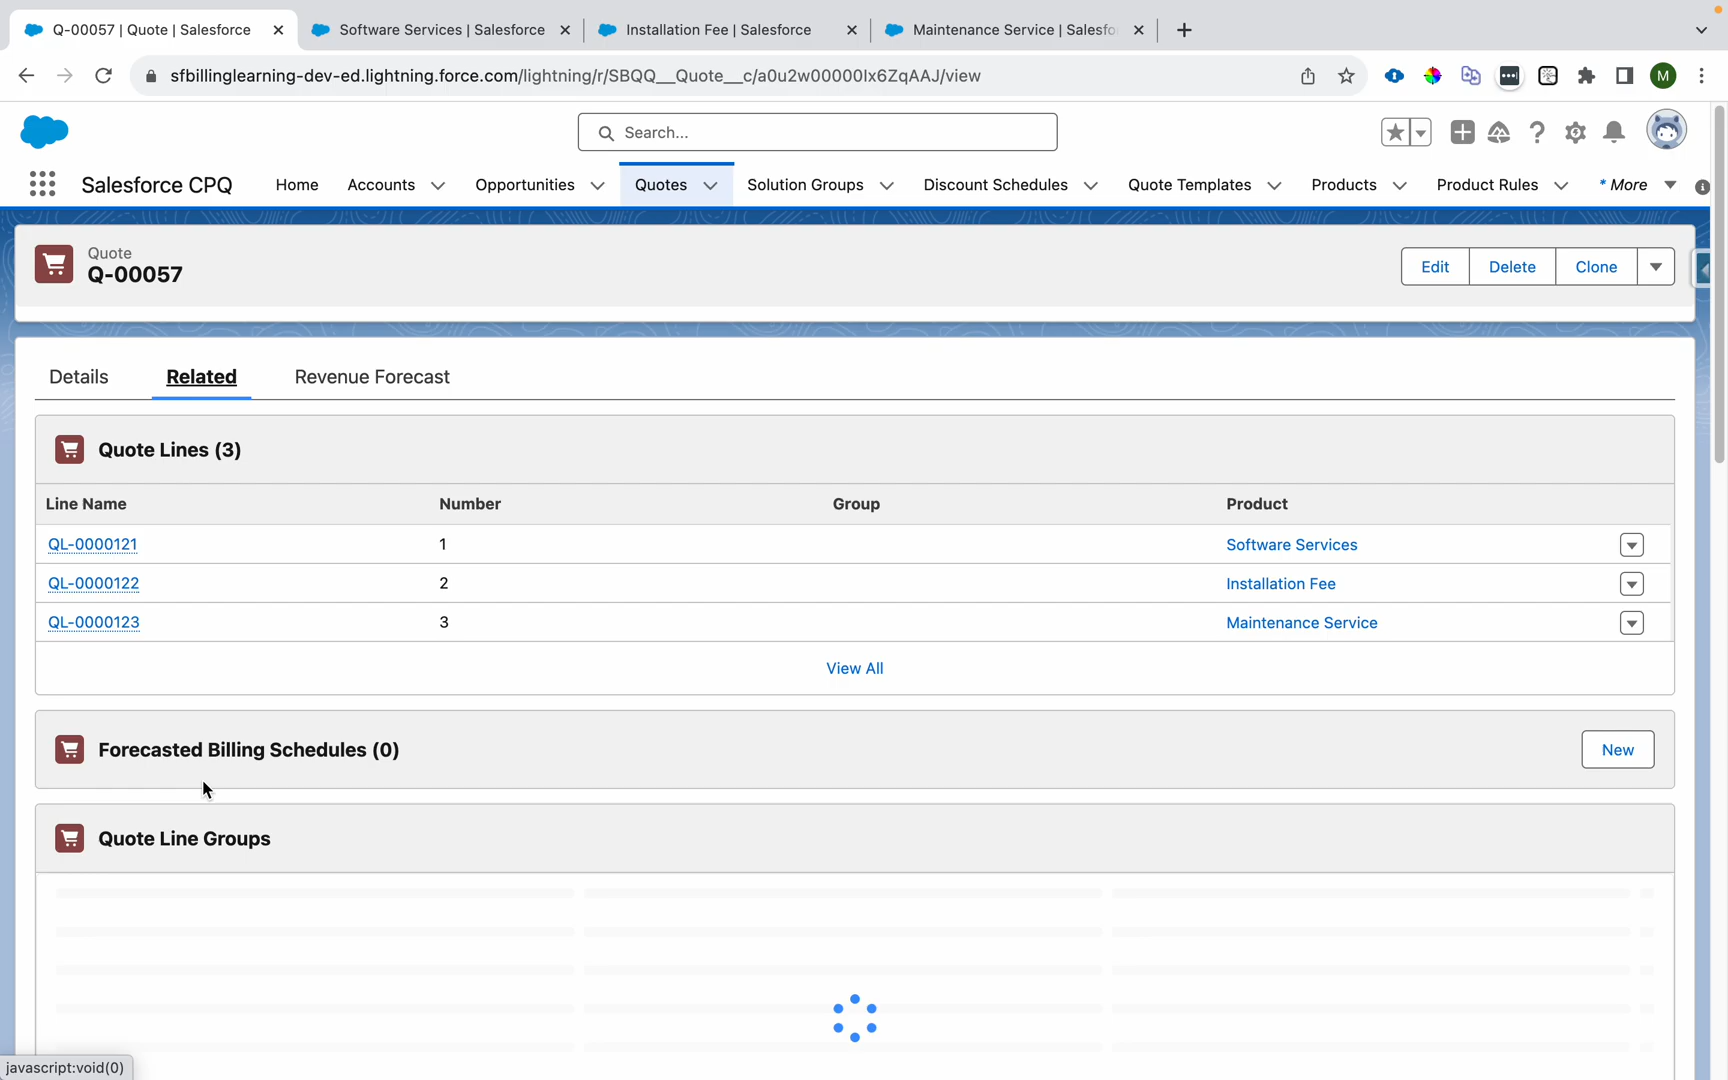 Q-00057 | Quote | Salesforce
Software Services | Salesforce
Installation Fee | Salesforce
Maintenance Service | Salesfo
sfbillinglearning-dev-ed.lightning.force.com/lightning/r/SBQQ__Quote__c/a0u2w00000Ix6ZqAAJ/view
M
Search...
Salesforce CPQ
Home
Accounts
Opportunities
Quotes
Solution Groups
Discount Schedules
Quote Templates
Products
Product Rules
* More
Quote
Q-00057
Edit
Delete
Clone
Details
Related
Revenue Forecast
Quote Lines (3)
Line Name Number Group Product
QL-0000121 1 Software Services
QL-0000122 2 Installation Fee
QL-0000123 3 Maintenance Service
View All
Forecasted Billing Schedules (0)
New
Quote Line Groups
javascript:void(0)